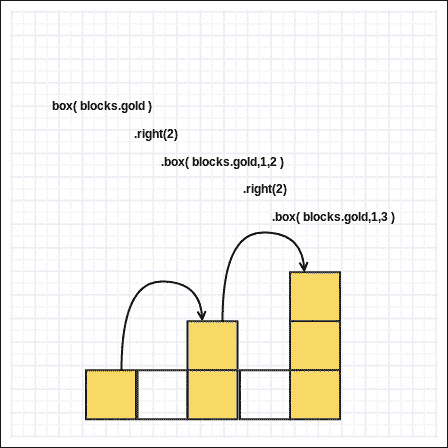 box( blocks.gold )
.right(2)
.box( blocks.gold,1,2 )
.right(2)
.box( blocks.gold,1,3 )